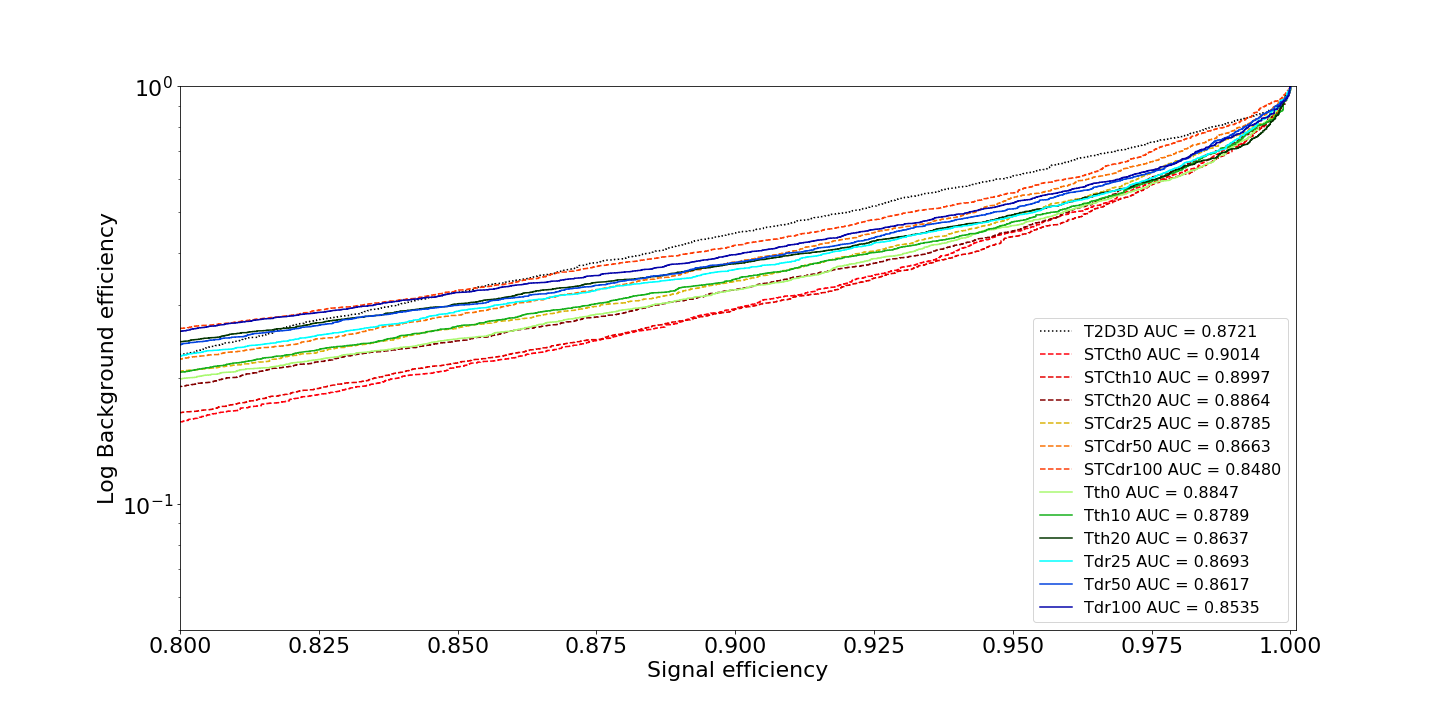 10^0
10^−1
Log Background efficiency
T2D3D AUC = 0.8721
STCth0 AUC = 0.9014
STCth10 AUC = 0.8997
STCth20 AUC = 0.8864
STCdr25 AUC = 0.8785
STCdr50 AUC = 0.8663
STCdr100 AUC = 0.8480
Tth0 AUC = 0.8847
Tth10 AUC = 0.8789
Tth20 AUC = 0.8637
Tdr25 AUC = 0.8693
Tdr50 AUC = 0.8617
Tdr100 AUC = 0.8535
0.800 0.825 0.850 0.875 0.900 0.925 0.950 0.975 1.000
Signal efficiency